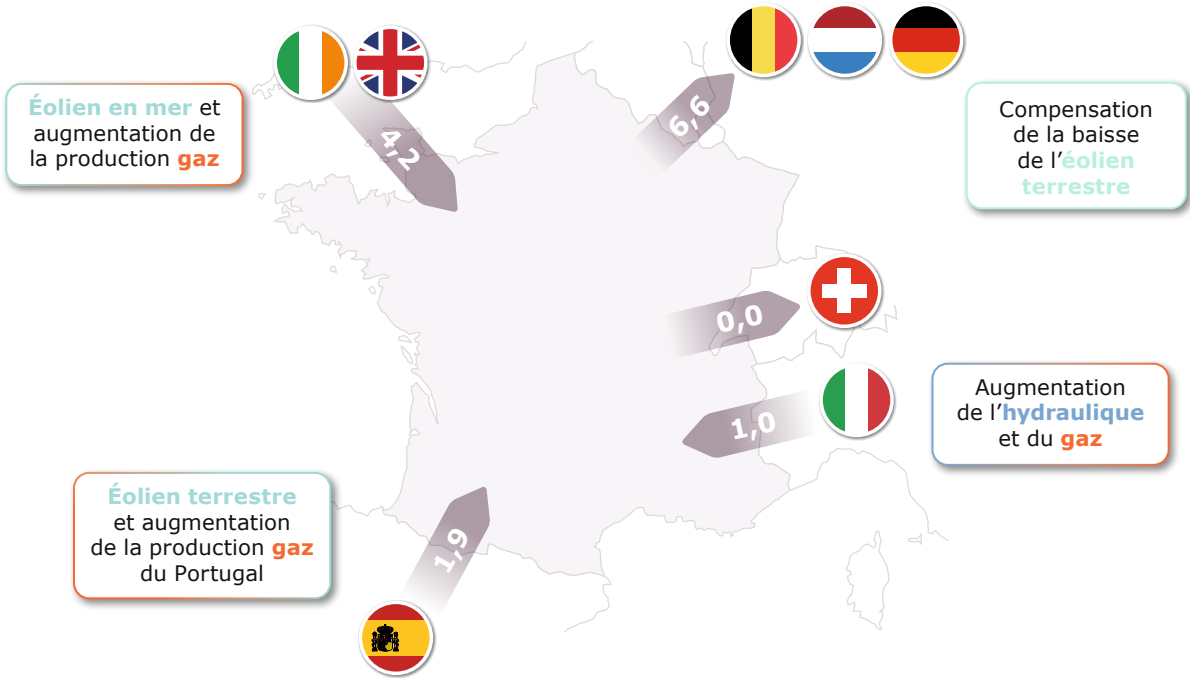 Éolien en mer et
augmentation de
la production gaz
4,2
6,6
Compensation
de la baisse
de l’éolien
terrestre
0,0
1,0
Augmentation
de l’hydraulique
et du gaz
Éolien terrestre
et augmentation
de la production gaz
du Portugal
1,9